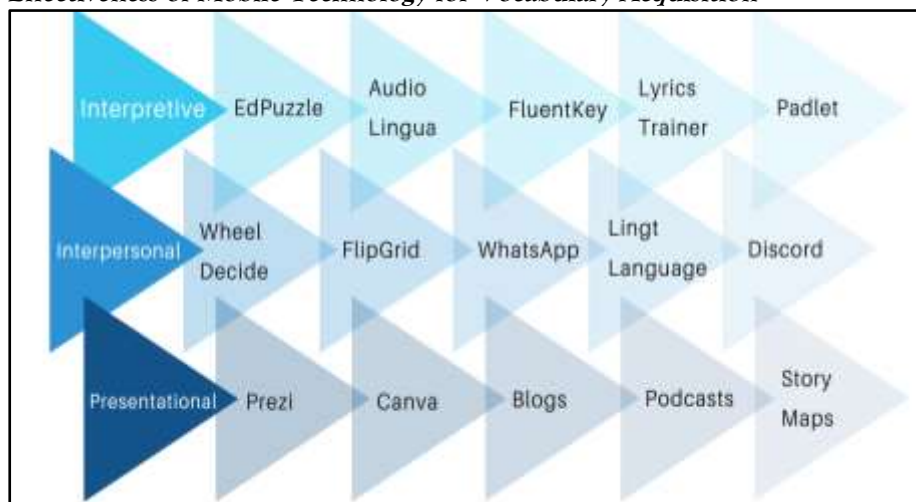 Effectiveness of Mobile Technology for Vocabulary Acquisition
Interpretive
EdPuzzle
Audio
Lingua
FluentKey
Lyrics
Trainer
Padlet
Interpersonal
Wheel
Decide
FlipGrid
WhatsApp
Lingt
Language
Discord
Presentational
Prezi
Canva
Blogs
Podcasts
Story
Maps